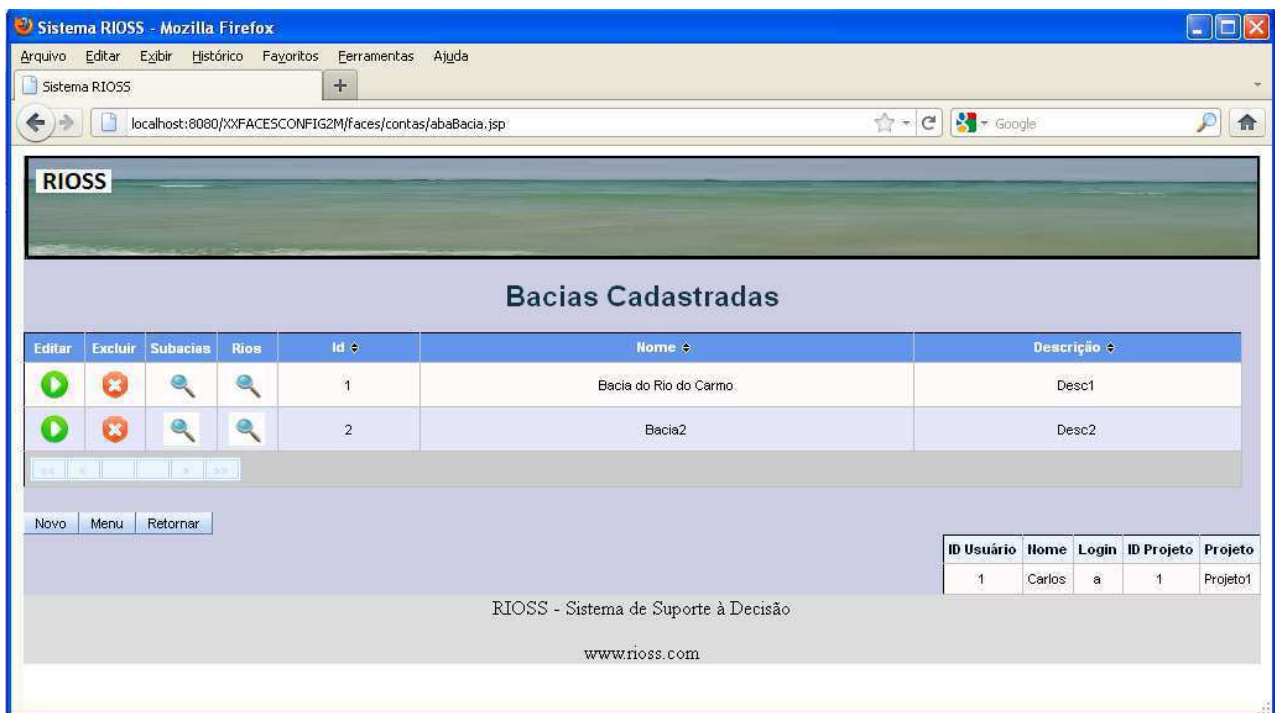 Sistema RIOSS - Mozilla Firefox
Arquivo Editar Exibir Histórico Favoritos Ferramentas Ajuda
Sistema RIOSS +
localhost:8080/XXFACESCONFIG2M/faces/contas/abaBacia.jsp Google
RIOSS
Bacias Cadastradas
Editar Excluir Subacias Rios Id Nome Descrição
1 Bacia do Rio do Carmo Desc1
2 Bacia2 Desc2
«« « » »»
Novo Menu Retornar
ID Usuário Nome Login ID Projeto Projeto
1 Carlos a 1 Projeto1
RIOSS - Sistema de Suporte à Decisão
www.rioss.com